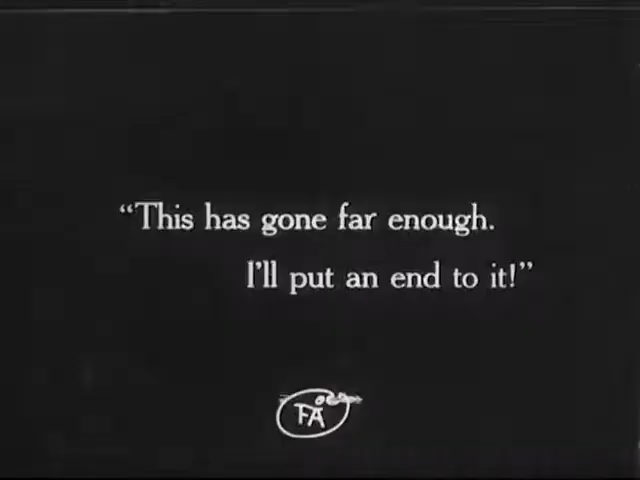 “This has gone far enough.
I'll put an end to it!”
FA